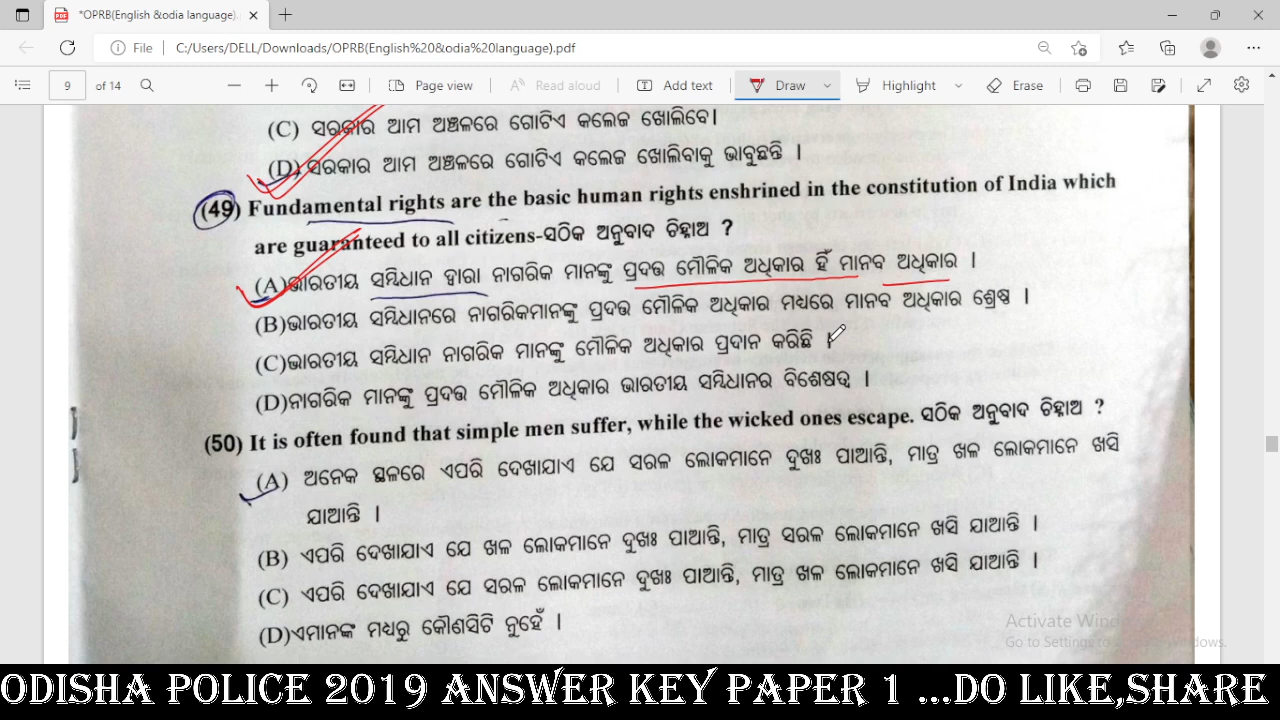 *OPRB(English &odia language).
File C:/Users/DELL/Downloads/OPRB(English%20&odia%20language).pdf
9 of 14 Page view Read aloud Add text Draw Highlight Erase
(C) ସରକାର ଆମ ଅଞ୍ଚଳରେ ଗୋଟିଏ କଲେଜ ଖୋଲିବେ।
(D) ସରକାର ଆମ ଅଞ୍ଚଳରେ ଗୋଟିଏ କଲେଜ ଖୋଲିବାକୁ ଭାବୁଛନ୍ତି ।
(49) Fundamental rights are the basic human rights enshrined in the constitution of India which
are guaranteed to all citizens-ସଠିକ ଅନୁବାଦ ଚିହ୍ନାଅ ?
(A)ଭାରତୀୟ ସମ୍ବିଧାନ ଦ୍ୱାରା ନାଗରିକ ମାନଙ୍କୁ ପ୍ରଦତ୍ତ ମୌଳିକ ଅଧିକାର ହିଁ ମାନବ ଅଧିକାର ।
(B)ଭାରତୀୟ ସମ୍ବିଧାନରେ ନାଗରିକମାନଙ୍କୁ ପ୍ରଦତ୍ତ ମୌଳିକ ଅଧିକାର ମଧ୍ୟରେ ମାନବ ଅଧିକାର ଶ୍ରେଷ୍ଠ ।
(C)ଭାରତୀୟ ସମ୍ବିଧାନ ନାଗରିକ ମାନଙ୍କୁ ମୌଳିକ ଅଧିକାର ପ୍ରଦାନ କରିଛି ।
(D)ନାଗରିକ ମାନଙ୍କୁ ପ୍ରଦତ୍ତ ମୌଳିକ ଅଧିକାର ଭାରତୀୟ ସମ୍ବିଧାନର ବିଶେଷତ୍ୱ ।
(50) It is often found that simple men suffer, while the wicked ones escape. ସଠିକ ଅନୁବାଦ ଚିହ୍ନାଅ ?
(A) ଅନେକ ସ୍ଥଳରେ ଏପରି ଦେଖାଯାଏ ଯେ ସରଳ ଲୋକମାନେ ଦୁଃଖ ପାଆନ୍ତି, ମାତ୍ର ଖଳ ଲୋକମାନେ ଖସି
ଯାଆନ୍ତି ।
(B) ଏପରି ଦେଖାଯାଏ ଯେ ଖଳ ଲୋକମାନେ ଦୁଃଖ ପାଆନ୍ତି, ମାତ୍ର ସରଳ ଲୋକମାନେ ଖସି ଯାଆନ୍ତି ।
(C) ଏପରି ଦେଖାଯାଏ ଯେ ସରଳ ଲୋକମାନେ ଦୁଃଖ ପାଆନ୍ତି, ମାତ୍ର ଖଳ ଲୋକମାନେ ଖସି ଯାଆନ୍ତି ।
(D)ଏମାନଙ୍କ ମଧ୍ୟରୁ କୌଣସିଟି ନୁହେଁ ।
Activate Windows
Go to Settings to activate Windows.
ODISHA POLICE 2019 ANSWER KEY PAPER 1 ...DO LIKE,SHARE